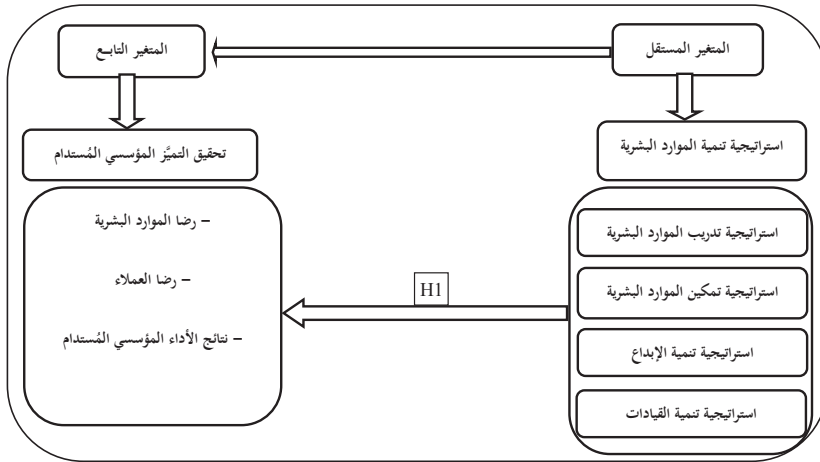 المتغير المستقل
المتغير التابـع
استراتيجية تنمية الموارد البشرية
تحقيق التميَّز المؤسسي المُستدام
استراتيجية تدريب الموارد البشرية
استراتيجية تمكين الموارد البشرية
استراتيجية تنمية الإبداع
استراتيجية تنمية القيادات
H1
– رضا الموارد البشرية
– رضا العملاء
– نتائج الأداء المؤسسي المُستدام